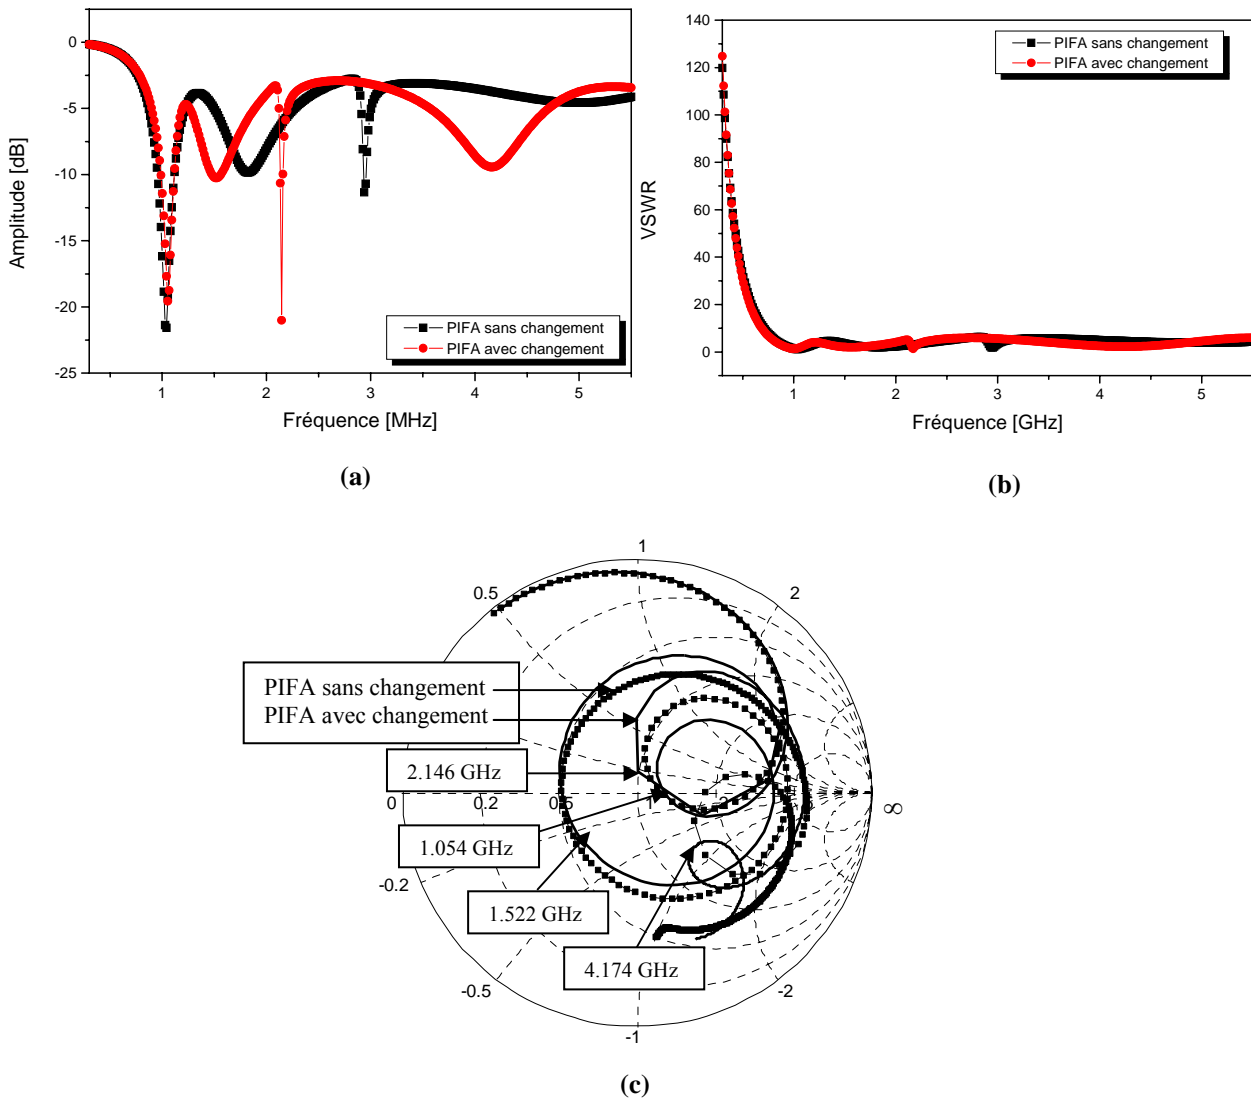 0
-5
-10
-15
-20
-25
Amplitude [dB]
PIFA sans changement
PIFA avec changement
1 2 3 4 5
Fréquence [MHz]
(a)
140
120
100
80
60
40
20
0
VSWR
PIFA sans changement
PIFA avec changement
1 2 3 4 5
Fréquence [GHz]
(b)
1
0.5 2
PIFA sans changement
PIFA avec changement
2.146 GHz
0 0.2 0.5 1 2 ∞
1.054 GHz
-0.2
1.522 GHz
4.174 GHz
-0.5 -2
-1
(c)